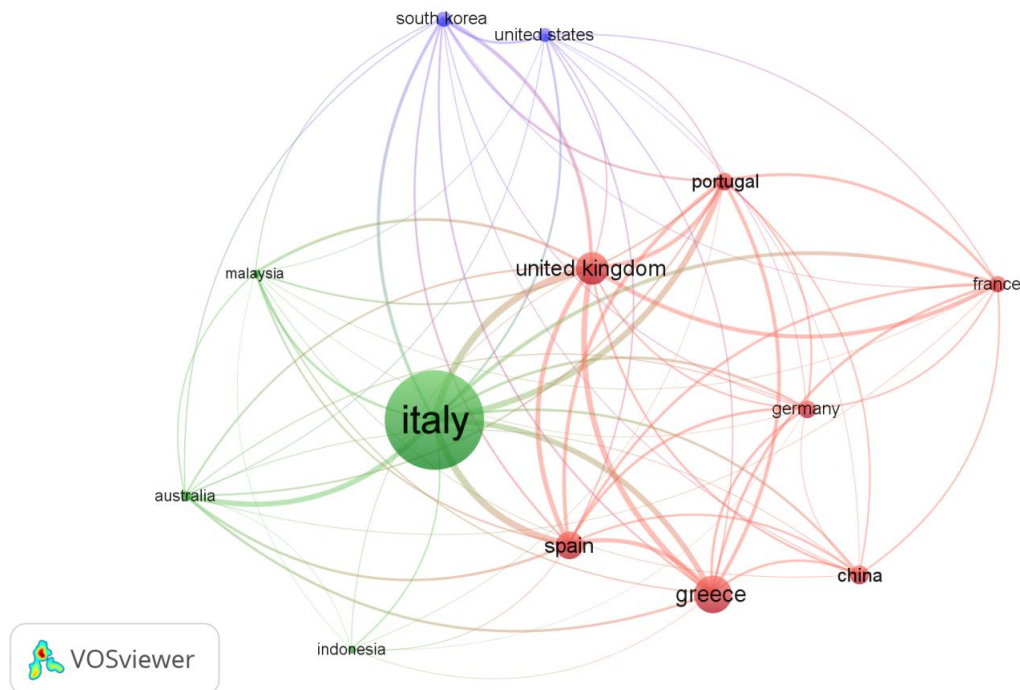 south korea
united states
portugal
united kingdom
malaysia
france
italy
germany
australia
spain
china
greece
indonesia
VOSviewer